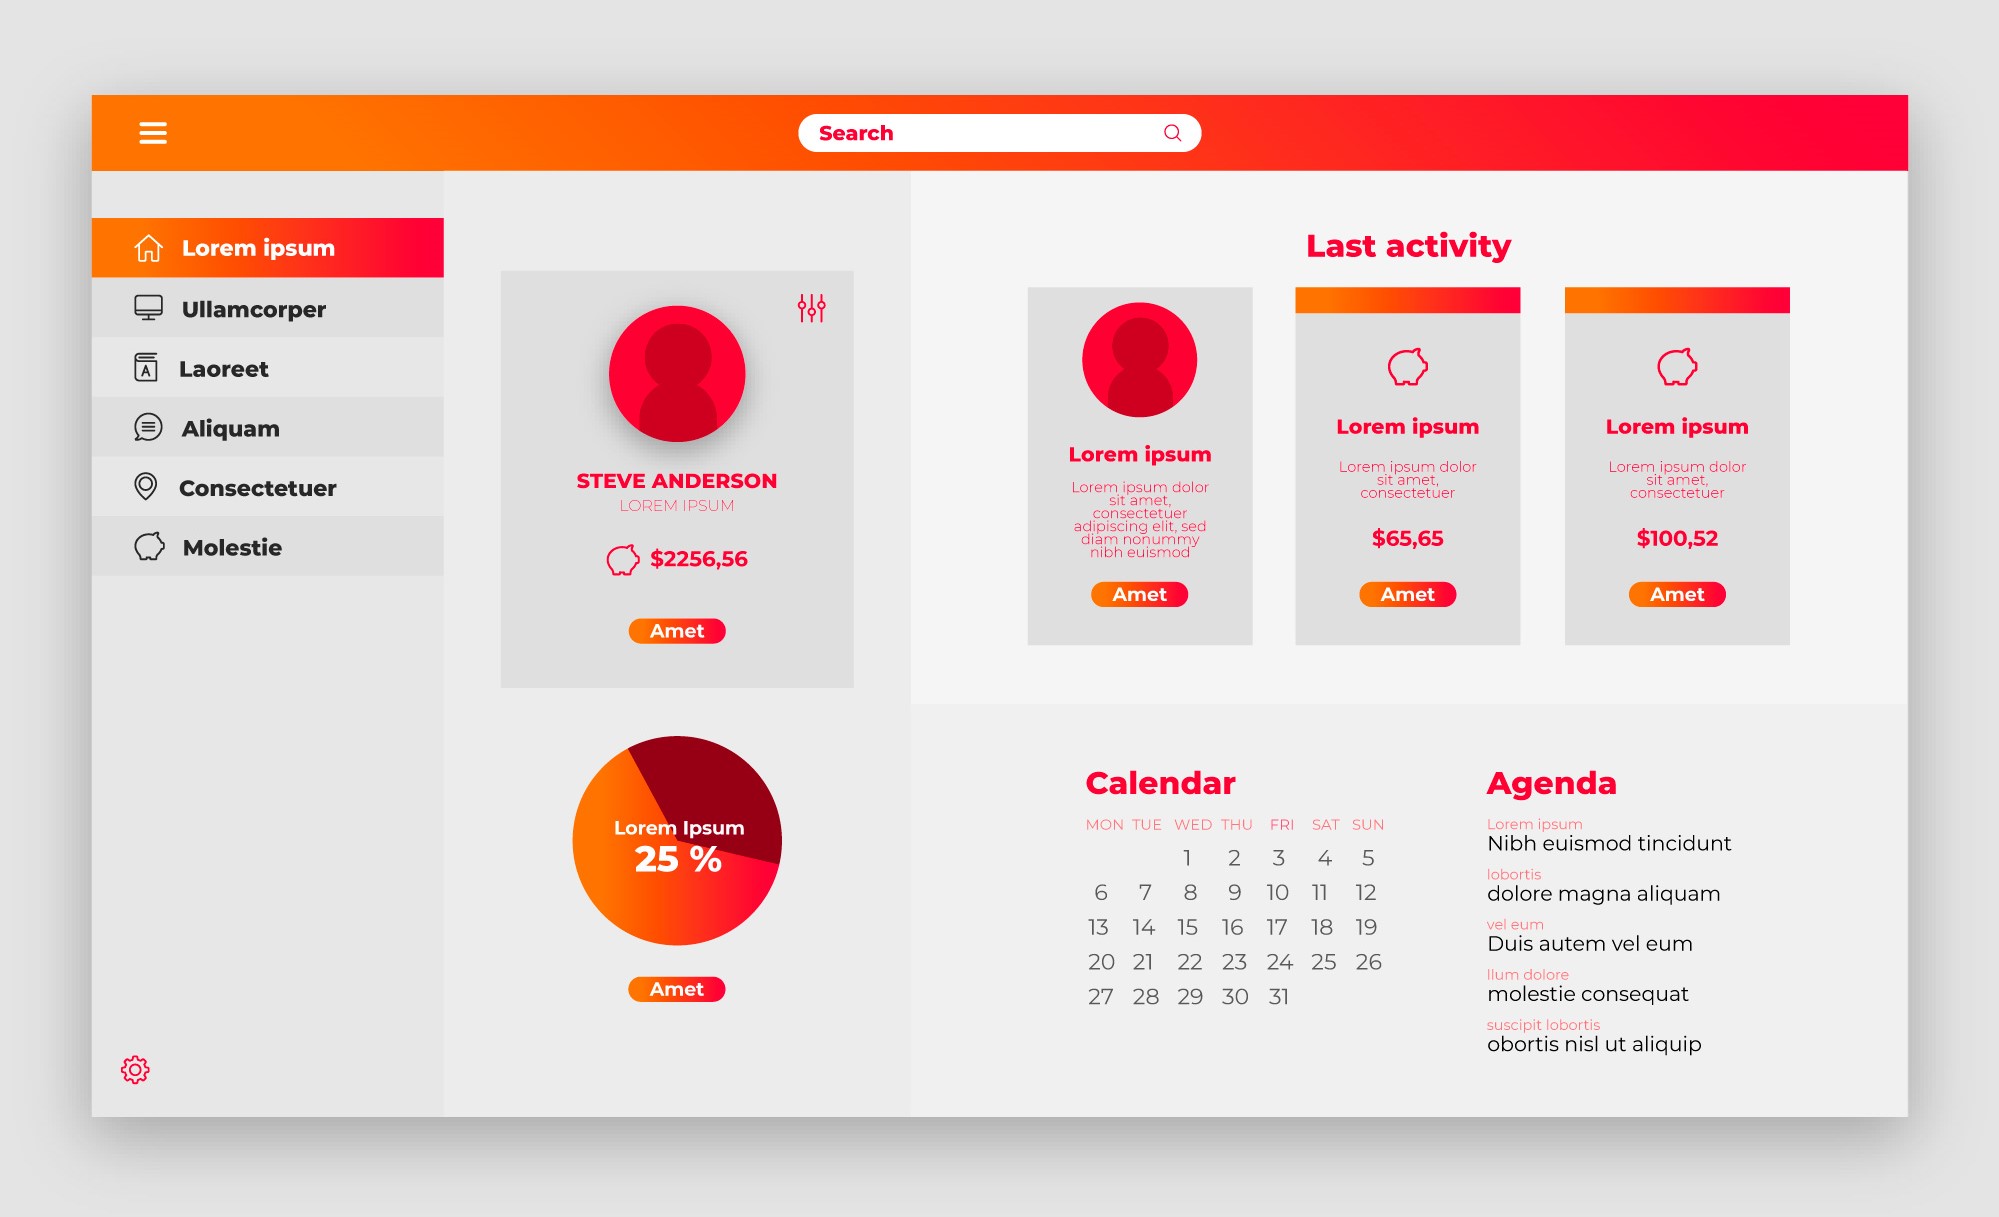 Search
Lorem ipsum
Ullamcorper
A
Laoreet
Aliquam
Consectetuer
Molestie
STEVE ANDERSON
LOREM IPSUM
$2256,56
Amet
Lorem Ipsum
25 %
Amet
Last activity
Lorem ipsum
Lorem ipsum dolor
sit amet,
consectetuer
adipiscing elit, sed
diam nonummy
nibh euismod
Amet
Lorem ipsum
Lorem ipsum dolor
sit amet,
consectetuer
$65,65
Amet
Lorem ipsum
Lorem ipsum dolor
sit amet,
consectetuer
$100,52
Amet
Calendar
MON TUE WED THU FRI SAT SUN
1 2 3 4 5
6 7 8 9 10 11 12
13 14 15 16 17 18 19
20 21 22 23 24 25 26
27 28 29 30 31
Agenda
Lorem ipsum
Nibh euismod tincidunt
lobortis
dolore magna aliquam
vel eum
Duis autem vel eum
llum dolore
molestie consequat
suscipit lobortis
obortis nisl ut aliquip